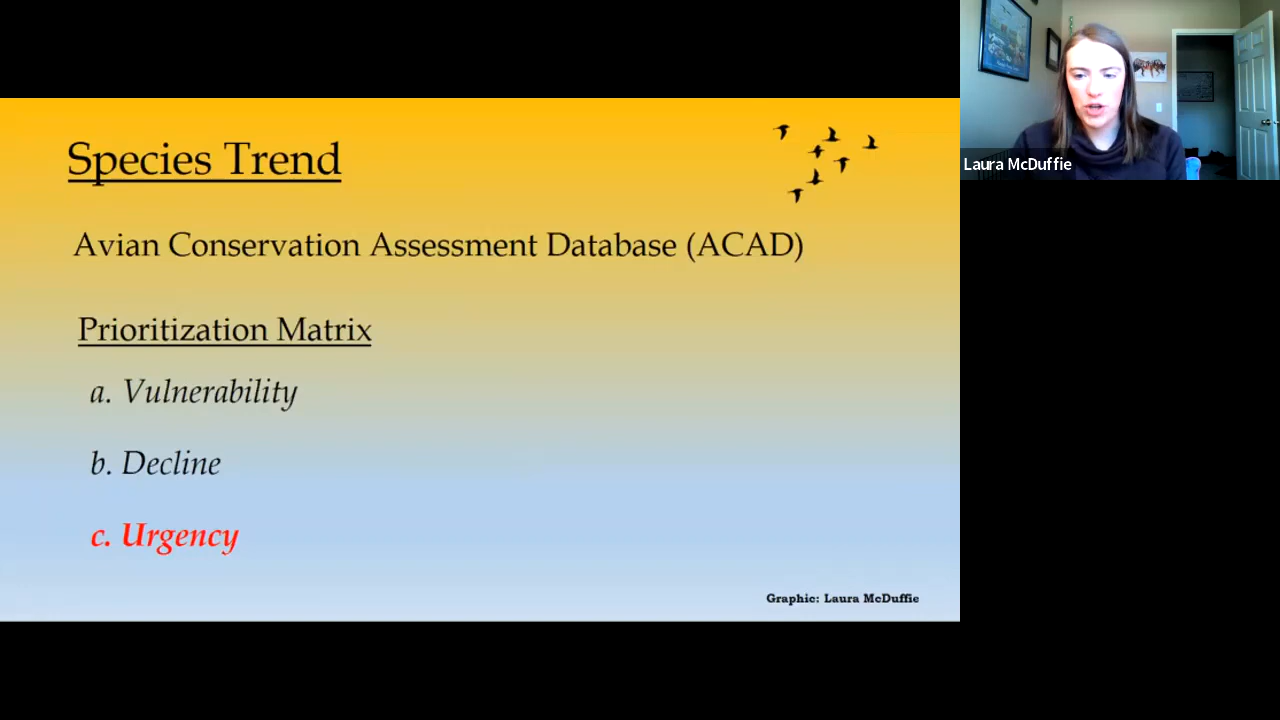 Species Trend
Avian Conservation Assessment Database (ACAD)
Prioritization Matrix
a. Vulnerability
b. Decline
c. Urgency
Graphic: Laura McDuffie
Laura McDuffie